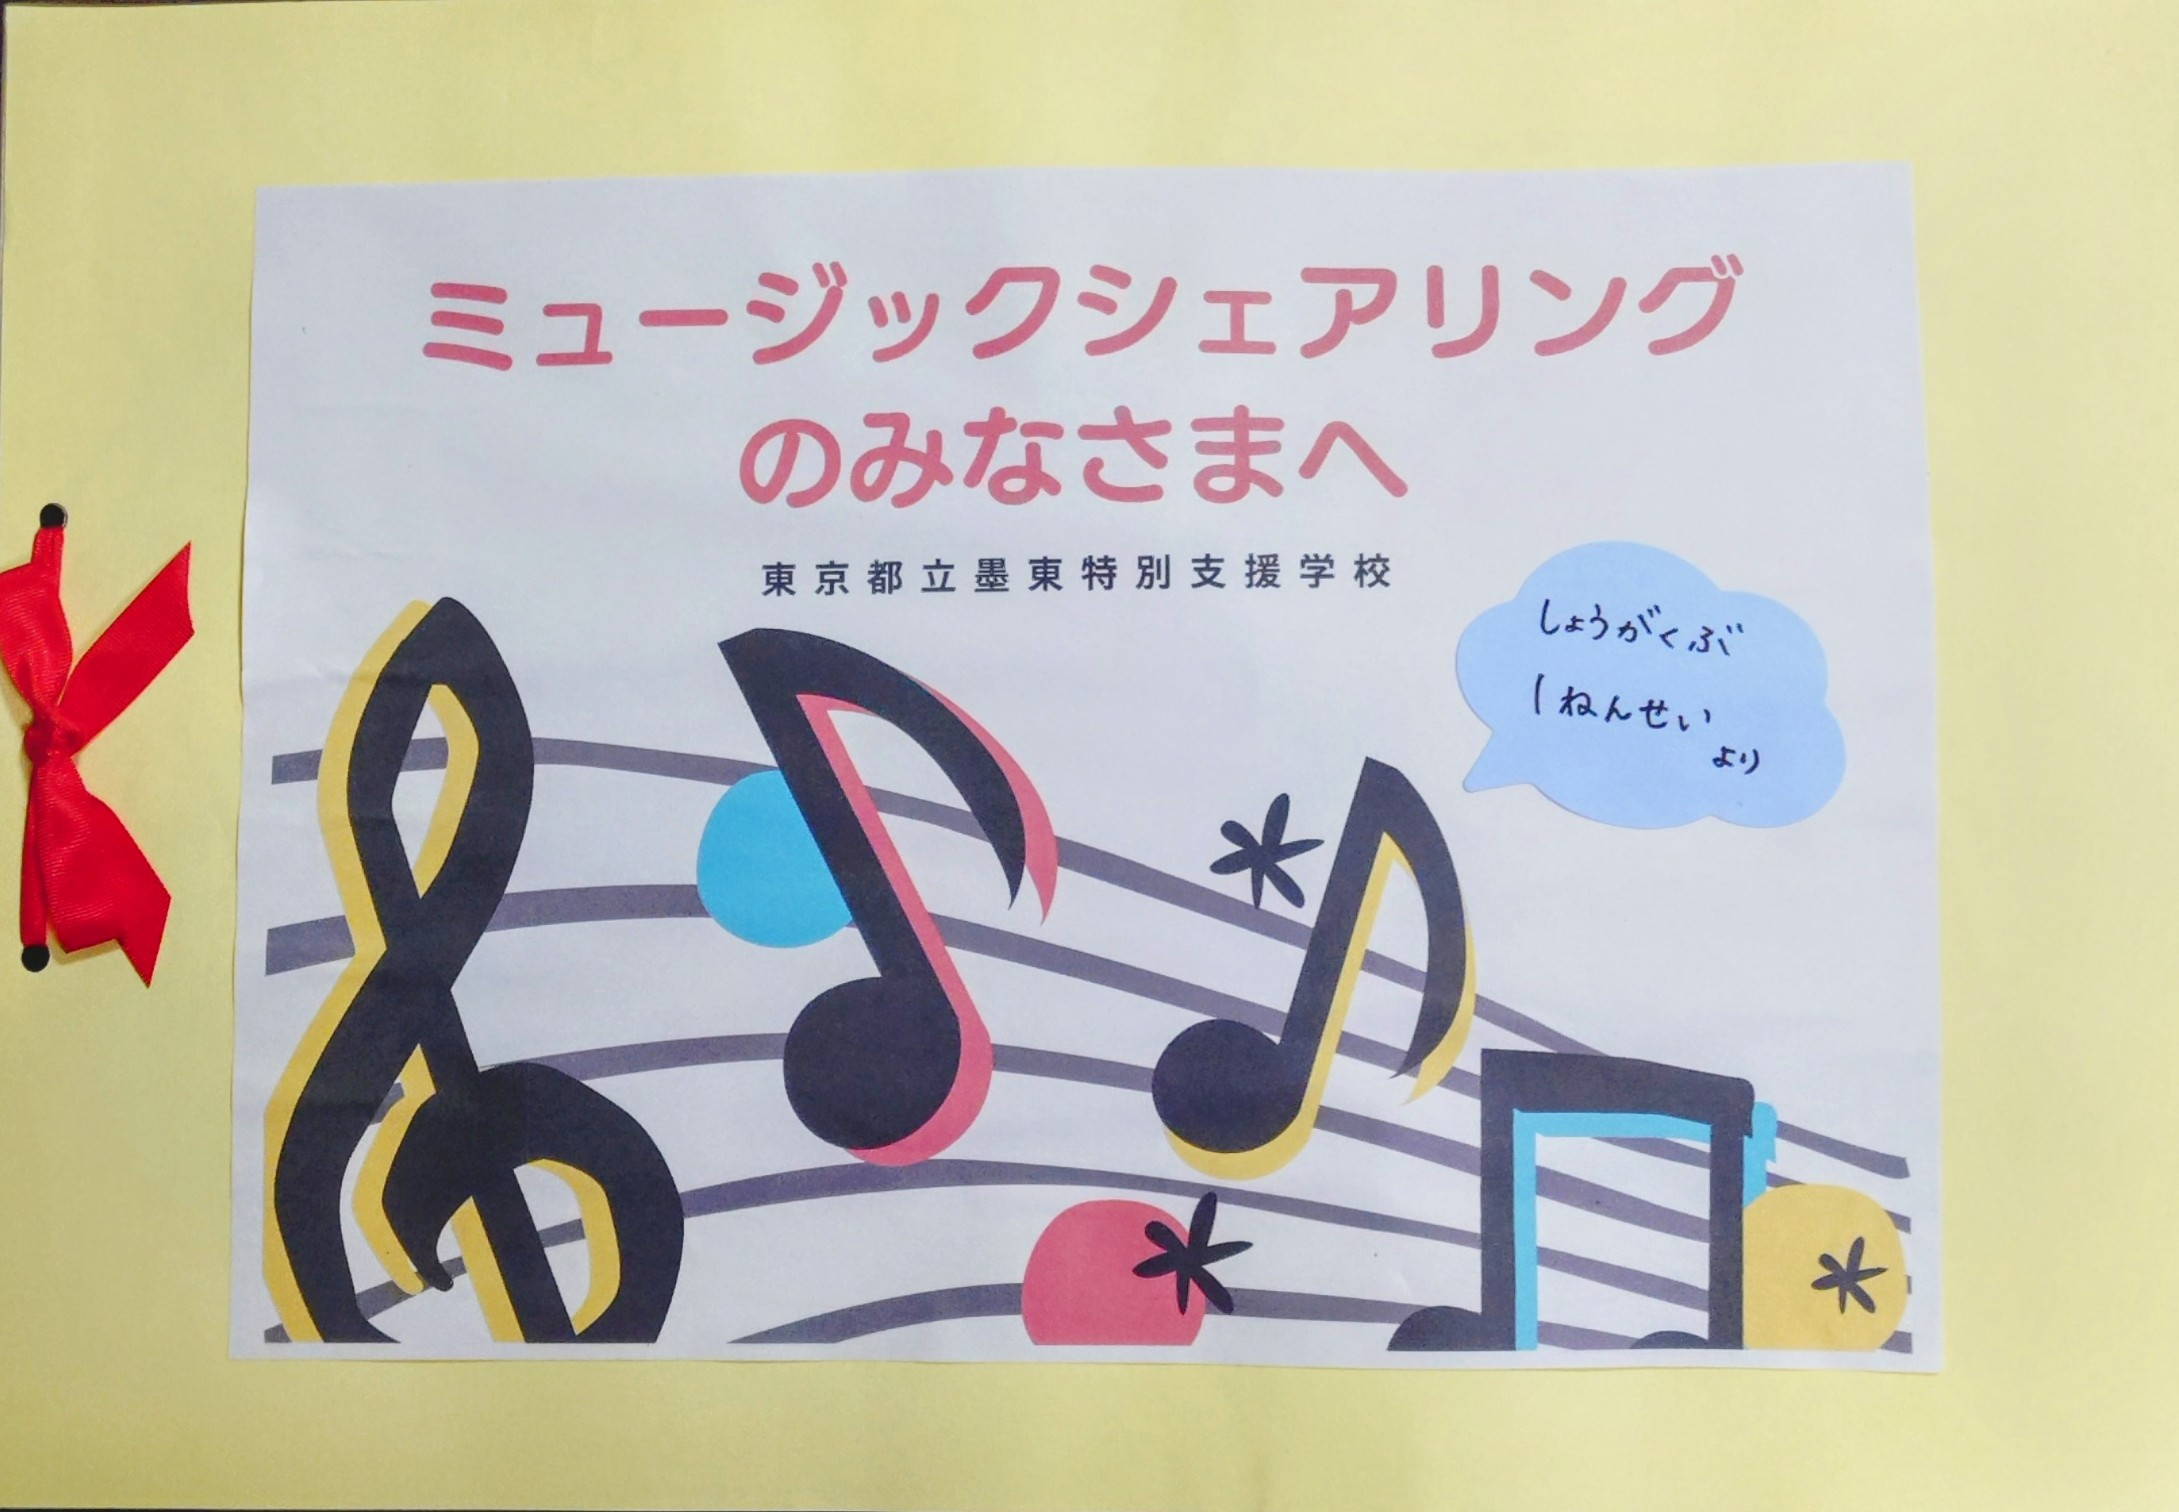 ミュージックシェアリング
のみなさまへ
東京都立墨東特別支援学校
しょうがくぶ
1ねんせい
より